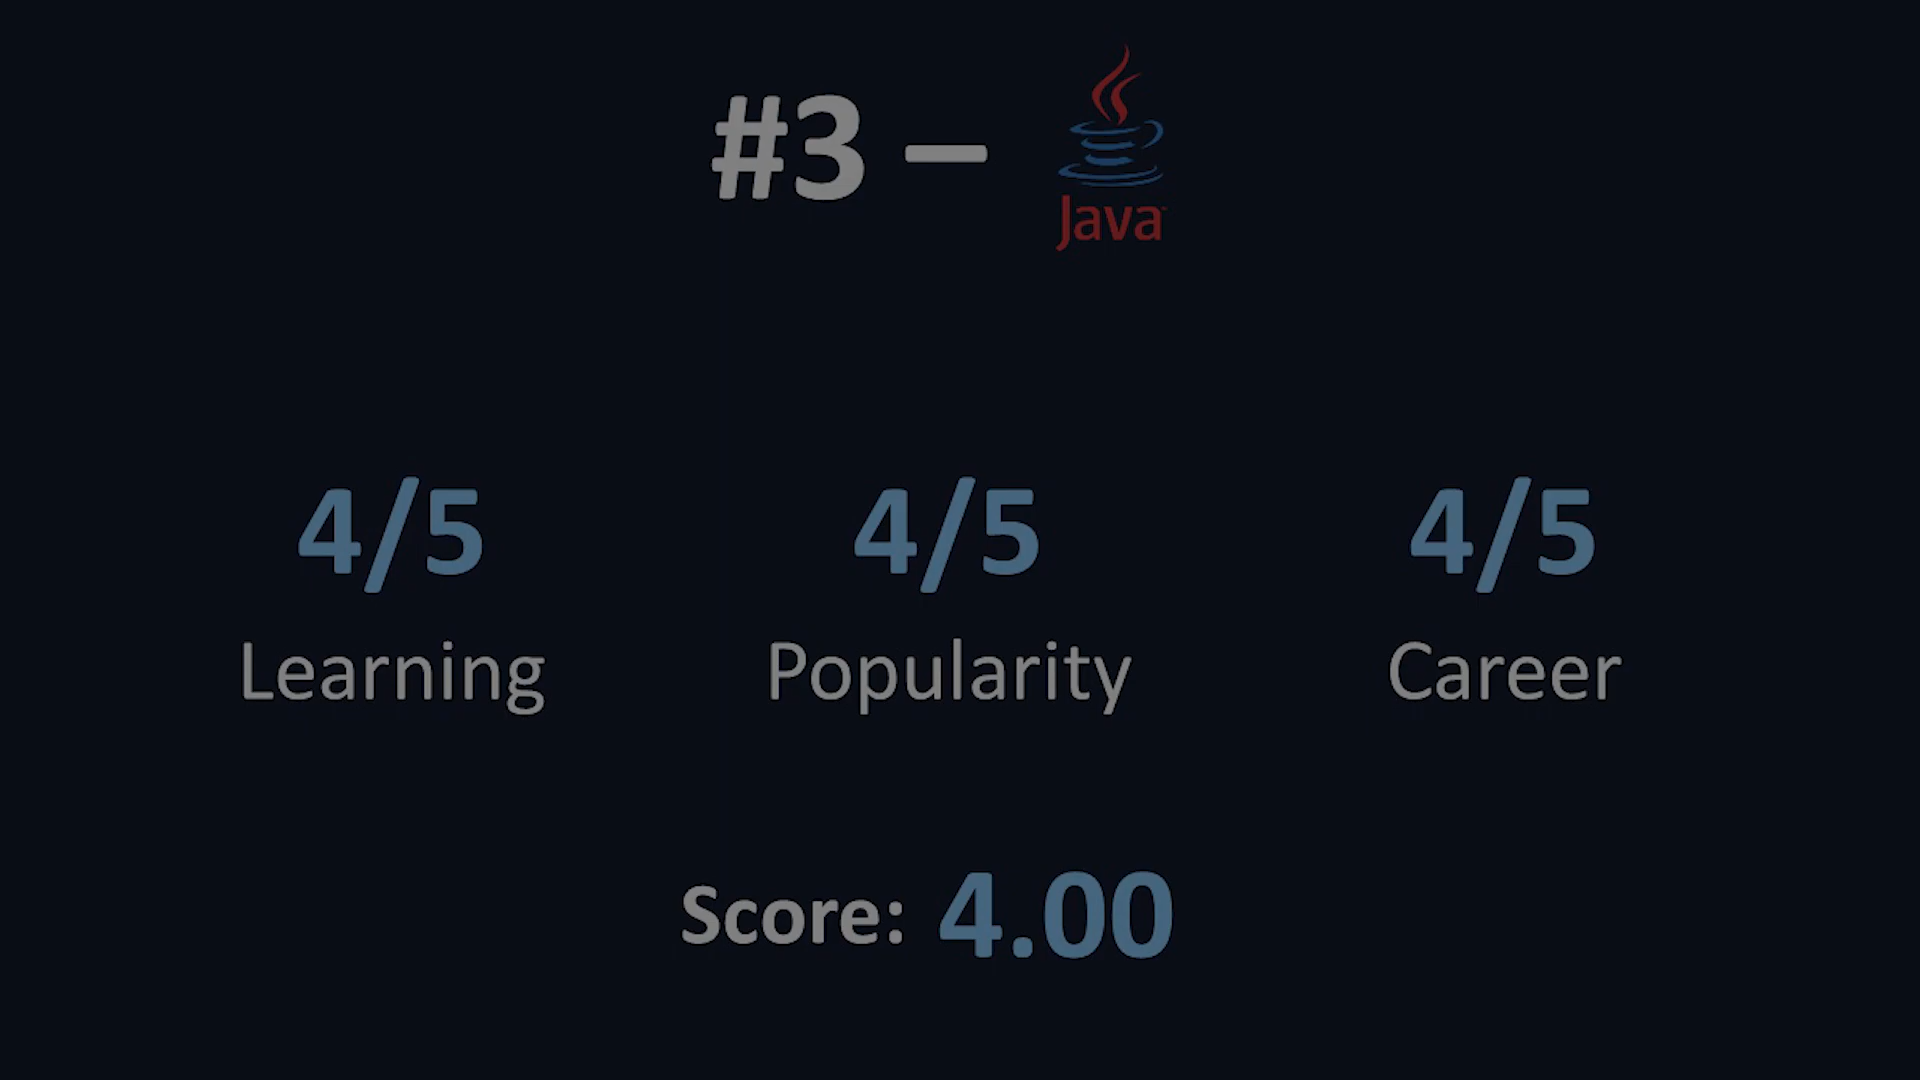 #3 –
Java
4/5 4/5 4/5
Learning Popularity Career
Score: 4.00